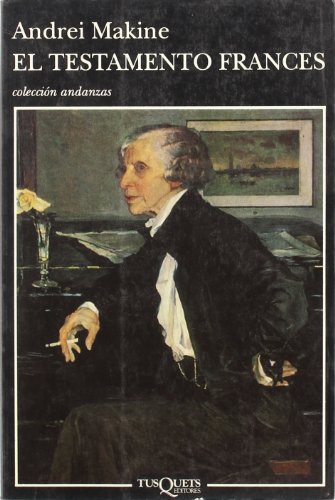 Andrei Makine
EL TESTAMENTO FRANCES
colección andanzas
TUSQUETS
EDITORES